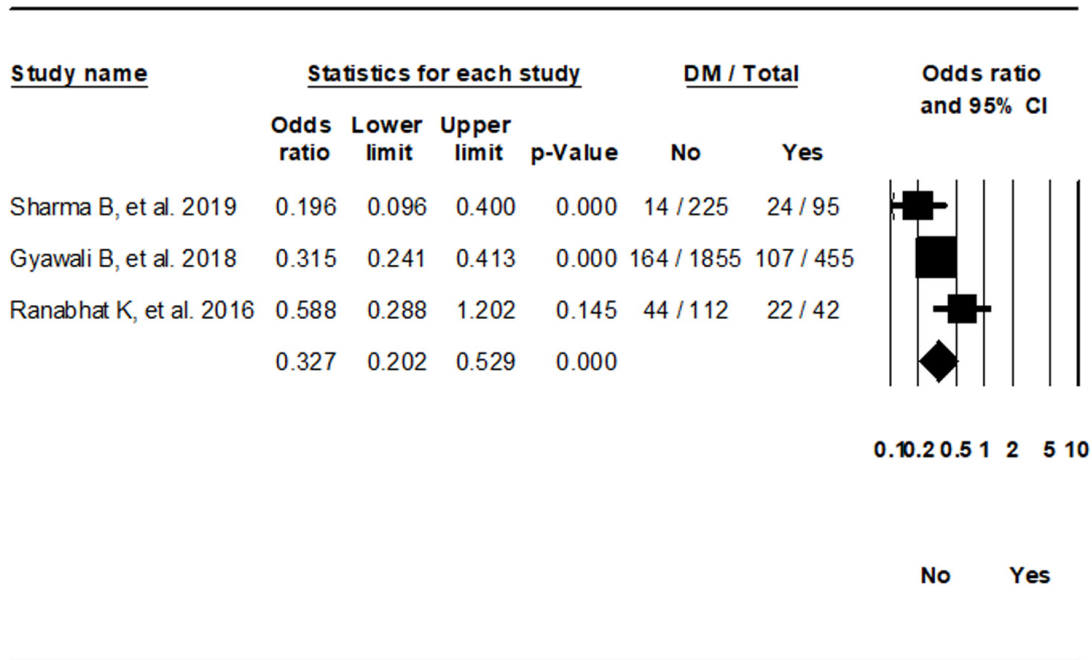 Study name Statistics for each study DM / Total Odds ratio
and 95% CI
Odds Lower Upper
ratio limit limit p-Value No Yes
Sharma B, et al. 2019 0.196 0.096 0.400 0.000 14 / 225 24 / 95
Gyawali B, et al. 2018 0.315 0.241 0.413 0.000 164 / 1855 107 / 455
Ranabhat K, et al. 2016 0.588 0.288 1.202 0.145 44 / 112 22 / 42
0.327 0.202 0.529 0.000
0.1 0.2 0.5 1 2 5 10
No Yes